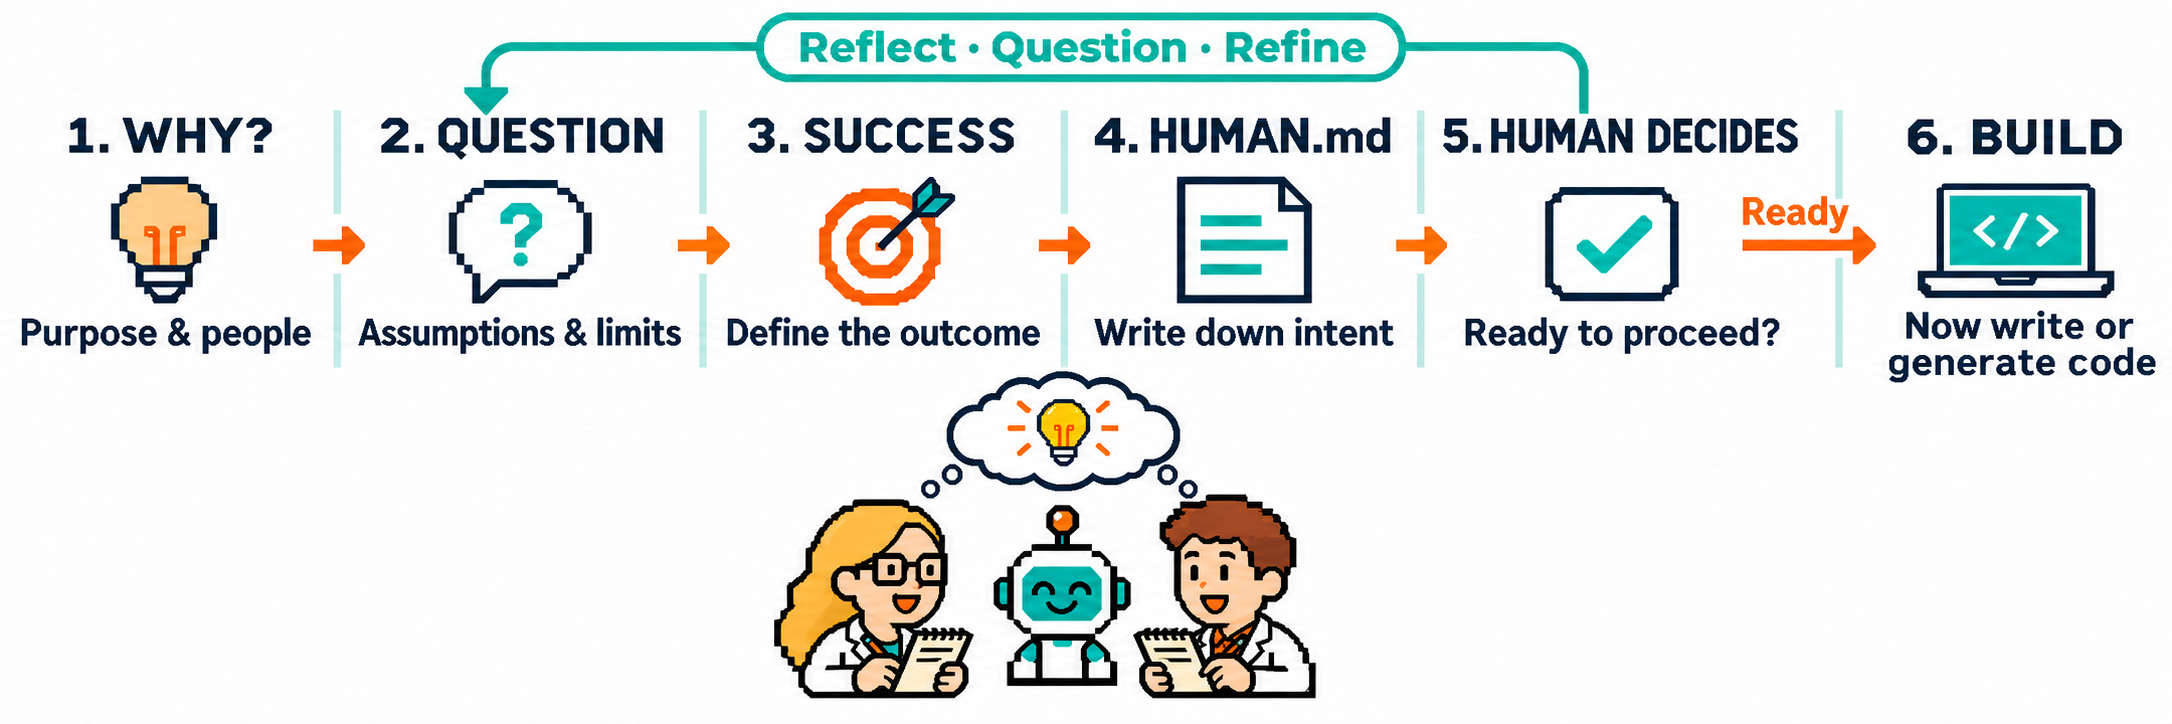 Reflect · Question · Refine
1. WHY?
2. QUESTION
3. SUCCESS
4. HUMAN.md
5. HUMAN DECIDES
6. BUILD
?
</>
Ready
Purpose & people
Assumptions & limits
Define the outcome
Write down intent
Ready to proceed?
Now write or
generate code